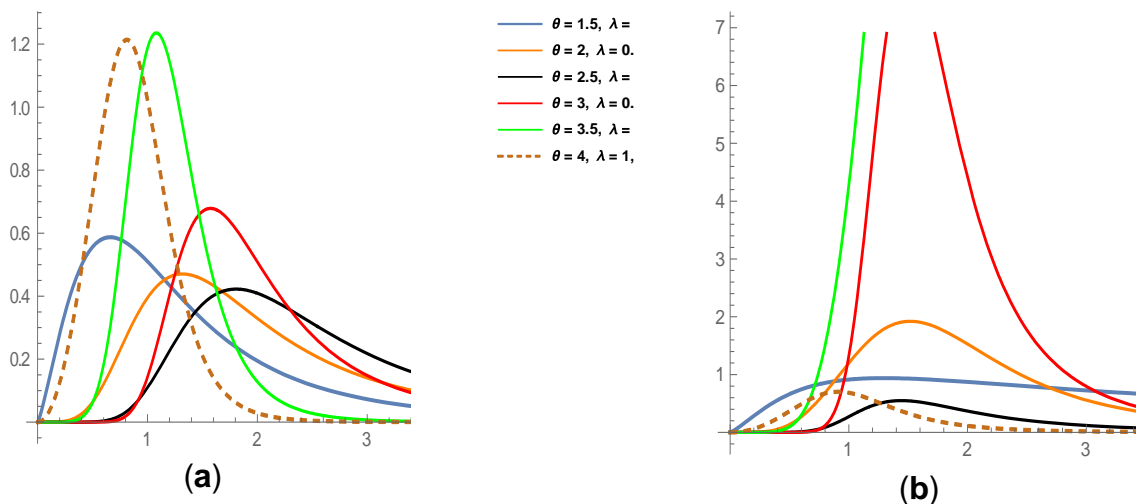 1.2
1.0
0.8
0.6
0.4
0.2
1 2 3
(a)
θ = 1.5, λ =
θ = 2, λ = 0.
θ = 2.5, λ =
θ = 3, λ = 0.
θ = 3.5, λ =
θ = 4, λ = 1,
7
6
5
4
3
2
1
1 2 3
(b)